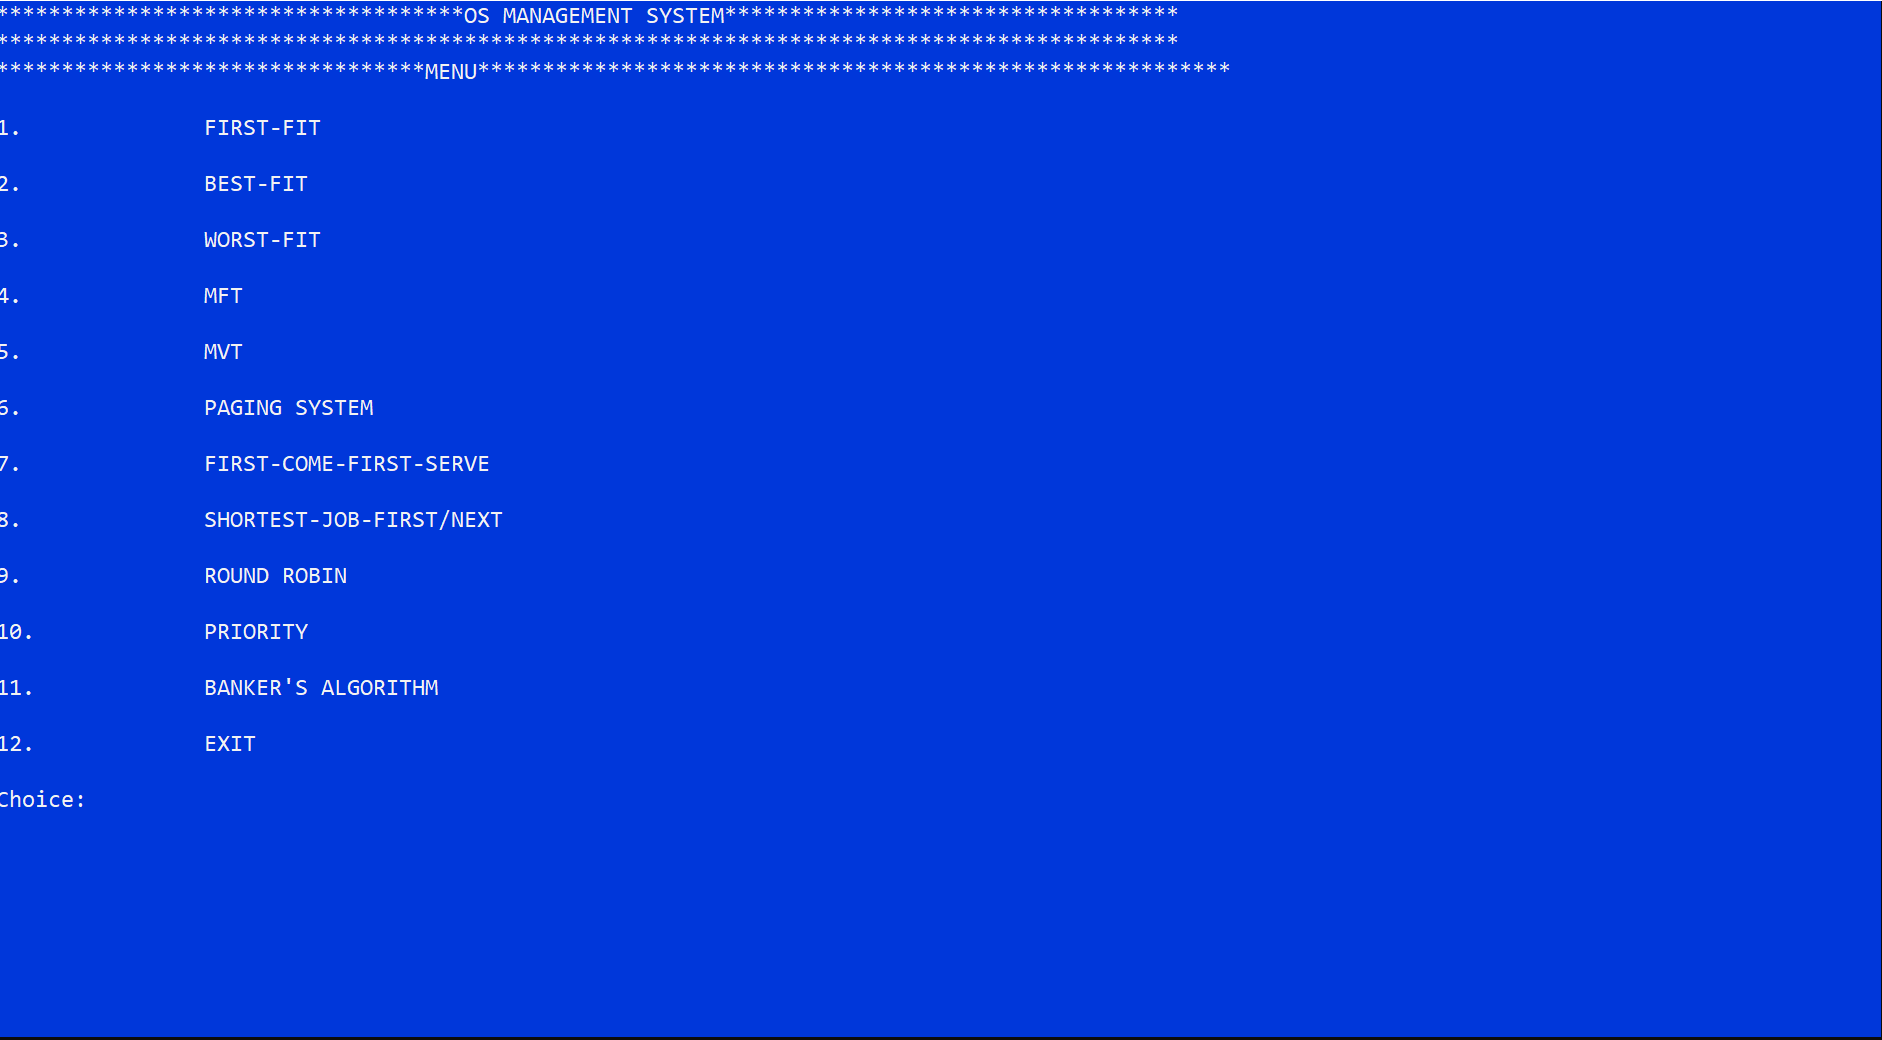 ************************************OS MANAGEMENT SYSTEM***********************************
*******************************************************************************************
*********************************MENU**********************************************************
1. FIRST-FIT
2. BEST-FIT
3. WORST-FIT
4. MFT
5. MVT
6. PAGING SYSTEM
7. FIRST-COME-FIRST-SERVE
8. SHORTEST-JOB-FIRST/NEXT
9. ROUND ROBIN
10. PRIORITY
11. BANKER'S ALGORITHM
12. EXIT
Choice: